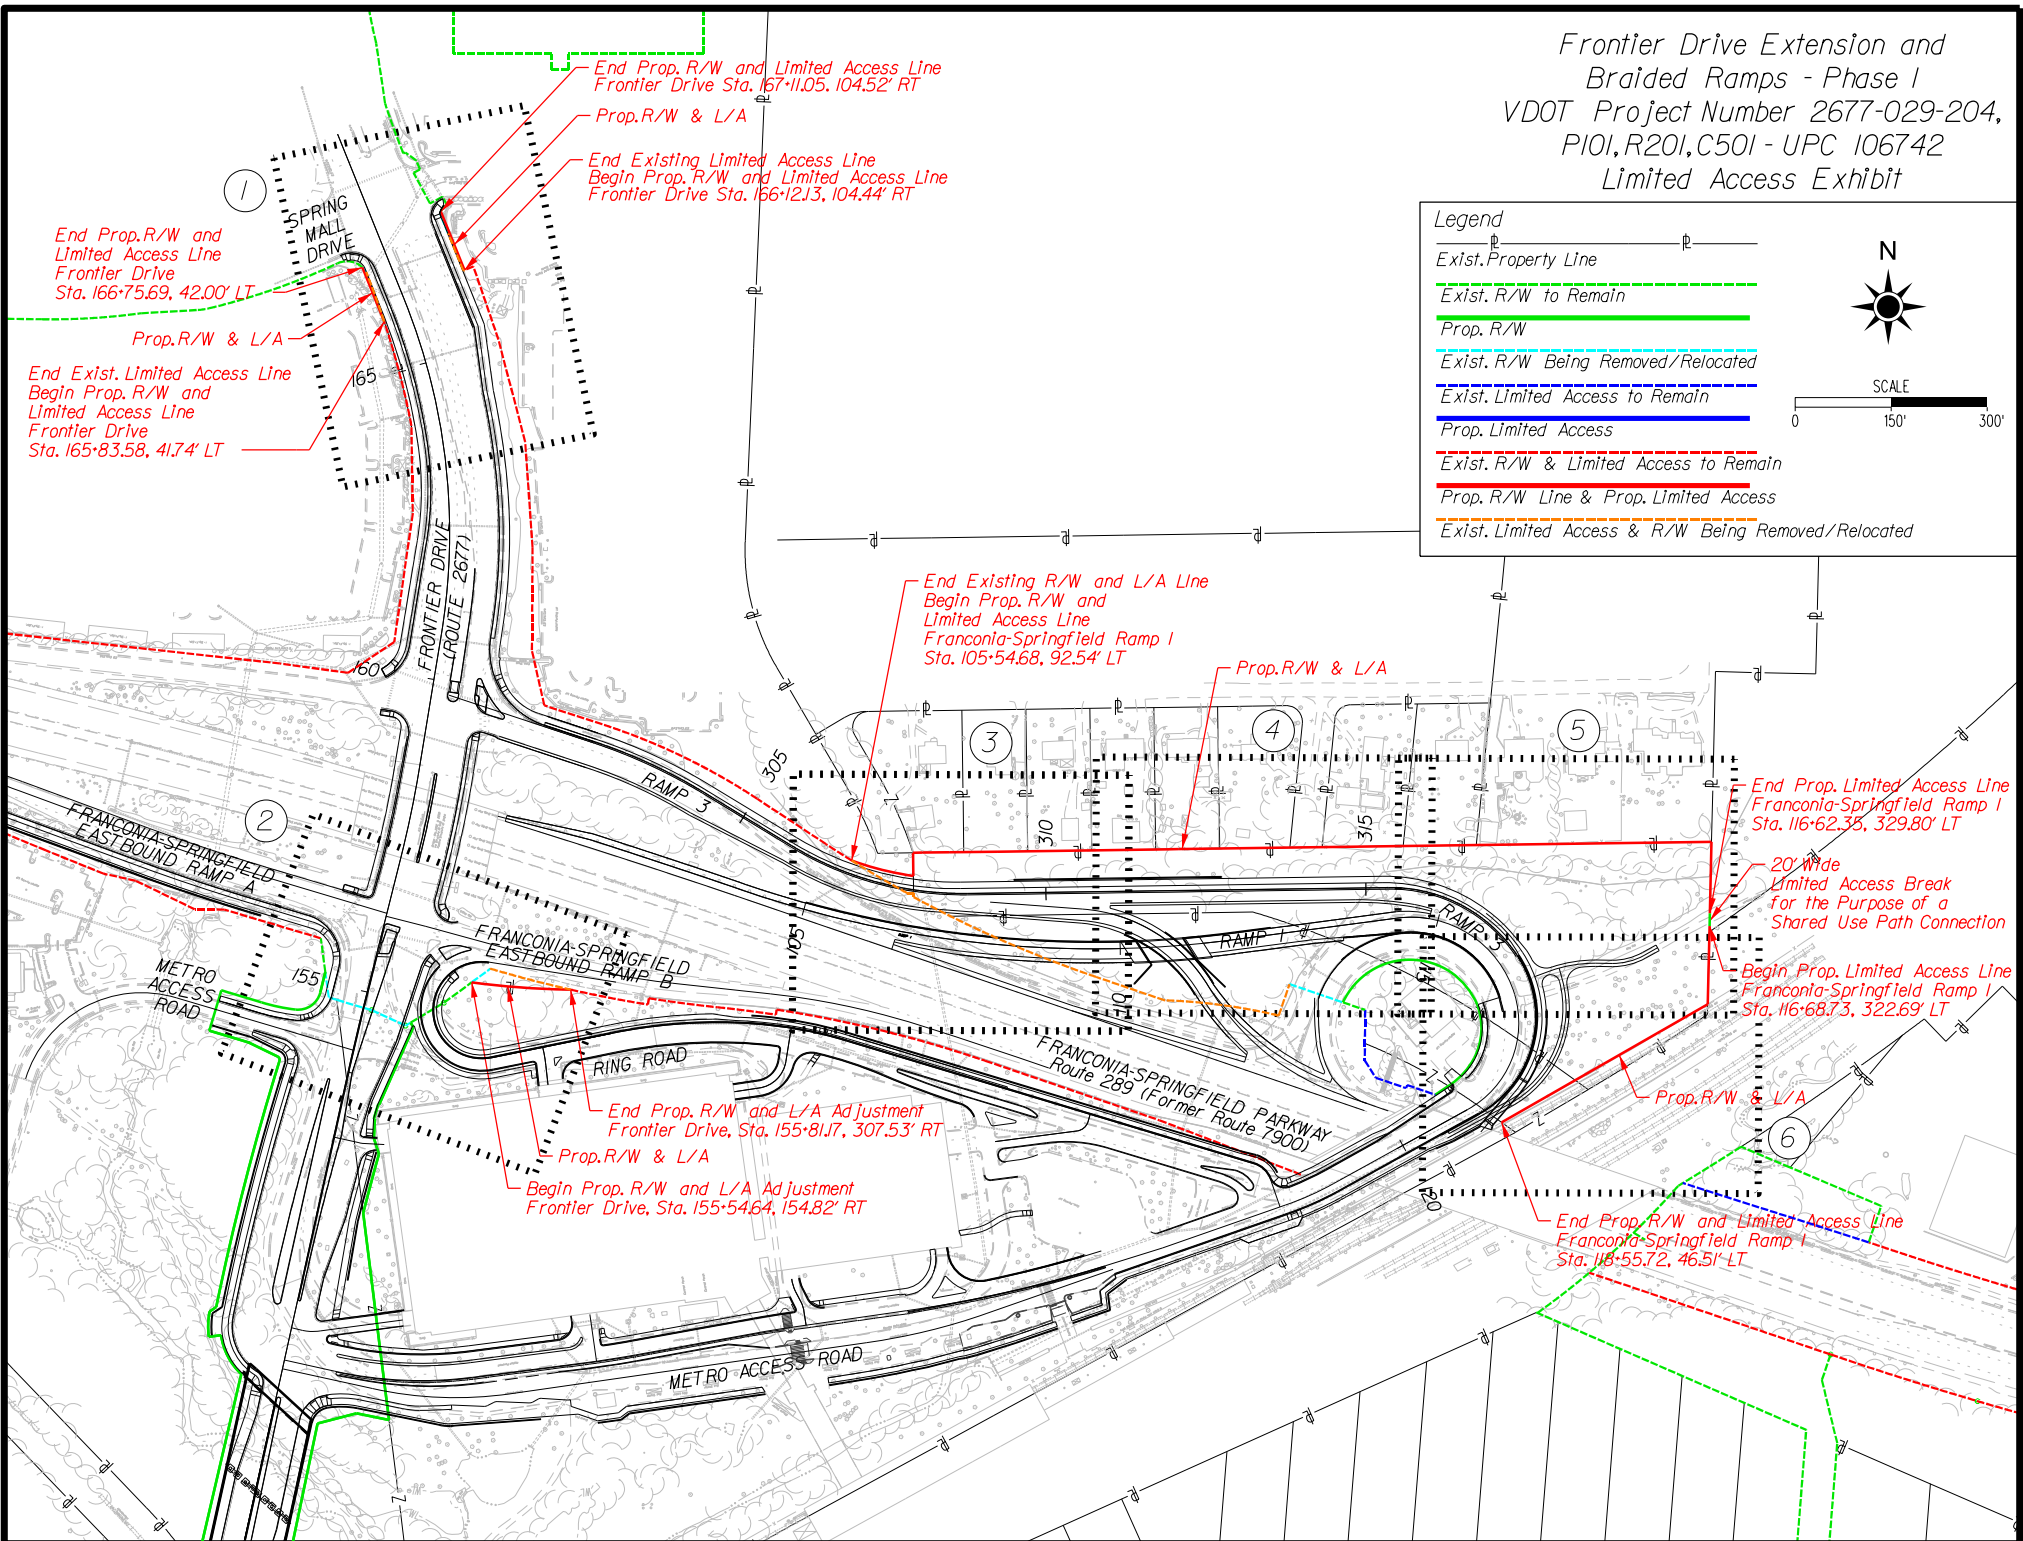 Frontier Drive Extension and
Braided Ramps - Phase I
VDOT Project Number 2677-029-204,
P101,R201,C501 - UPC 106742
Limited Access Exhibit
Legend
Exist.Property Line
Exist. R/W to Remain
Prop. R/W
Exist. R/W Being Removed/Relocated
Exist. Limited Access to Remain
Prop. Limited Access
Exist. R/W & Limited Access to Remain
Prop. R/W Line & Prop. Limited Access
Exist. Limited Access & R/W Being Removed/Relocated
N
SCALE
0 150' 300'
End Prop. R/W and Limited Access Line
Frontier Drive Sta. 167+11.05, 104.52' RT
Prop.R/W & L/A
End Existing Limited Access Line
Begin Prop. R/W and Limited Access Line
Frontier Drive Sta. 166+12.13, 104.44' RT
1
SPRING
MALL
DRIVE
End Prop.R/W and
Limited Access Line
Frontier Drive
Sta. 166+75.69, 42.00' LT
Prop.R/W & L/A
End Exist. Limited Access Line
Begin Prop. R/W and
Limited Access Line
Frontier Drive
Sta. 165+83.58, 41.74' LT
165
FRONTIER DRIVE
(ROUTE 2677)
160
End Existing R/W and L/A LIne
Begin Prop. R/W and
Limited Access Line
Franconia-Springfield Ramp 1
Sta. 105+54.68, 92.54' LT
Prop.R/W & L/A
3
4
5
305
310
315
RAMP 3
End Prop. Limited Access Line
Franconia-Springfield Ramp 1
Sta. 116+62.35, 329.80' LT
20' Wide
Limited Access Break
for the Purpose of a
Shared Use Path Connection
Begin Prop. Limited Access Line
Franconia-Springfield Ramp 1
Sta. 116+68.73, 322.69' LT
2
FRANCONIA-SPRINGFIELD
EASTBOUND RAMP A
FRANCONIA-SPRINGFIELD
EASTBOUND RAMP B
105
RAMP 1
RAMP 3
METRO
ACCESS
ROAD
155
RING ROAD
FRANCONIA-SPRINGFIELD PARKWAY
Route 289 (Former Route 7900)
Prop.R/W & L/A
6
End Prop. R/W and L/A Adjustment
Frontier Drive, Sta. 155+81.17, 307.53' RT
Prop.R/W & L/A
Begin Prop. R/W and L/A Adjustment
Frontier Drive, Sta. 155+54.64, 154.82' RT
End Prop. R/W and Limited Access Line
Franconia-Springfield Ramp 1
Sta. 118+55.72, 46.51' LT
METRO ACCESS ROAD